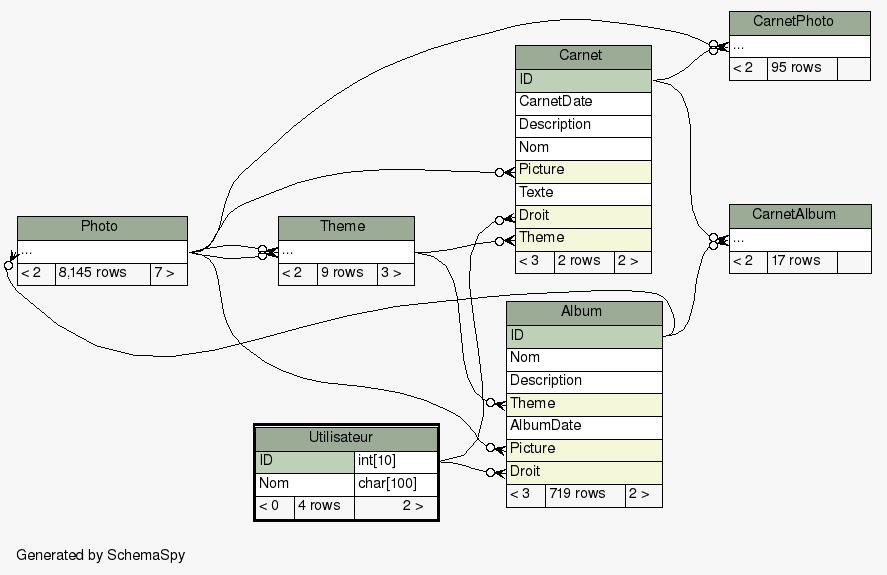 CarnetPhoto
...
< 2 95 rows
Carnet
ID
CarnetDate
Description
Nom
Picture
Texte
Droit
Theme
< 3 2 rows 2 >
CarnetAlbum
...
< 2 17 rows
Photo
...
< 2 8,145 rows 7 >
Theme
...
< 2 9 rows 3 >
Album
ID
Nom
Description
Theme
AlbumDate
Picture
Droit
< 3 719 rows 2 >
Utilisateur
ID int[10]
Nom char[100]
< 0 4 rows 2 >
Generated by SchemaSpy